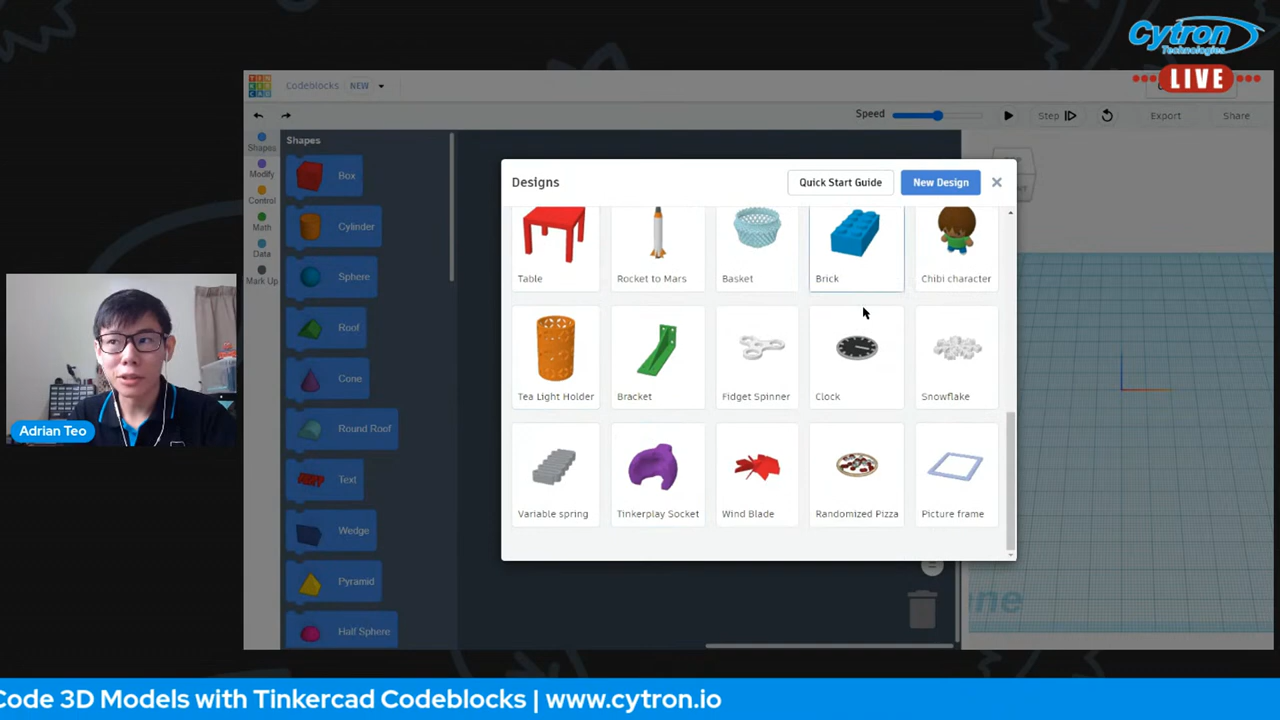 Cytron
Technologies
LIVE
TIN
KER
CAD
Codeblocks NEW
Speed
Step
Export
Share
Shapes
Modify
Control
Math
Data
Mark Up
Shapes
Box
Cylinder
Sphere
Roof
Cone
Round Roof
Text
Wedge
Pyramid
Half Sphere
Designs
Quick Start Guide
New Design
Table
Rocket to Mars
Basket
Brick
Chibi character
Tea Light Holder
Bracket
Fidget Spinner
Clock
Snowflake
Variable spring
Tinkerplay Socket
Wind Blade
Randomized Pizza
Picture frame
Adrian Teo
Code 3D Models with Tinkercad Codeblocks | www.cytron.io